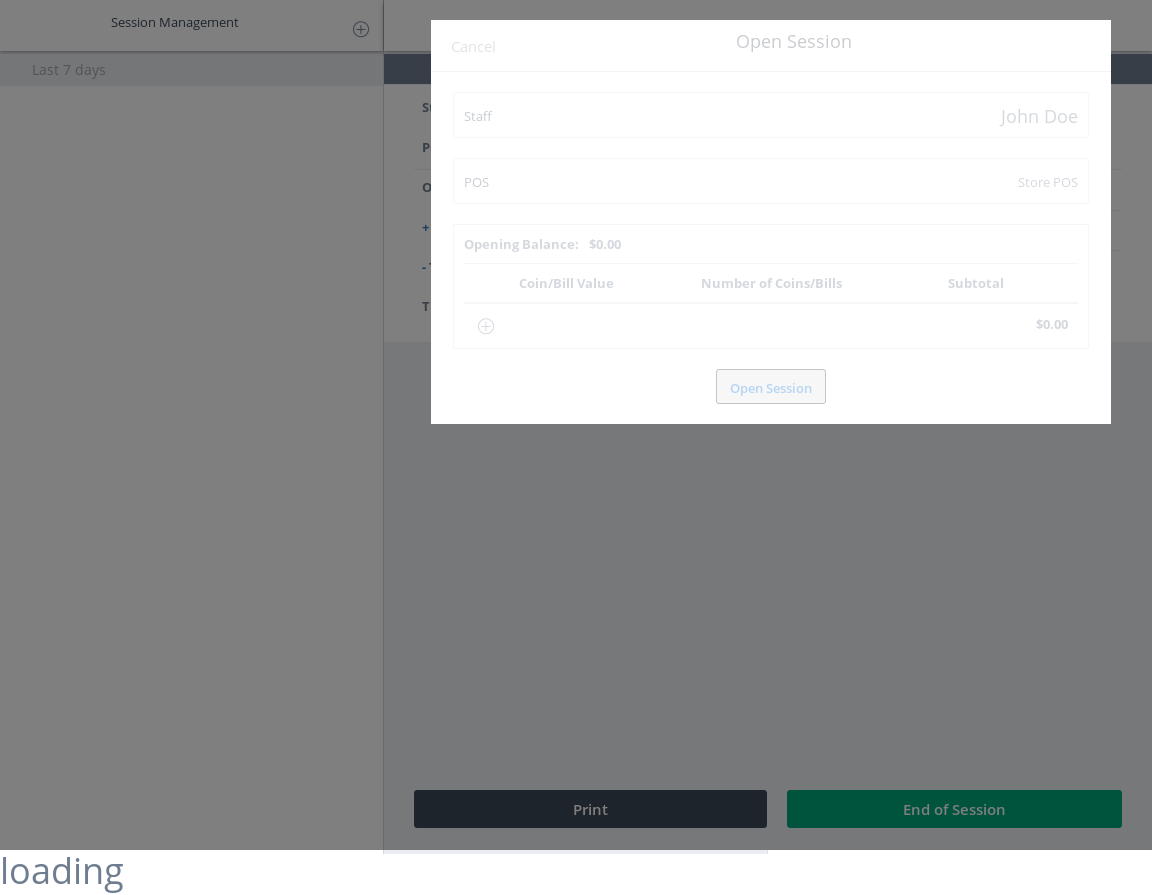 Session Management
Last 7 days
Cancel
Open Session
Staff
John Doe
POS
Store POS
Opening Balance: $0.00
Coin/Bill Value Number of Coins/Bills Subtotal
$0.00
Open Session
Print
End of Session
loading